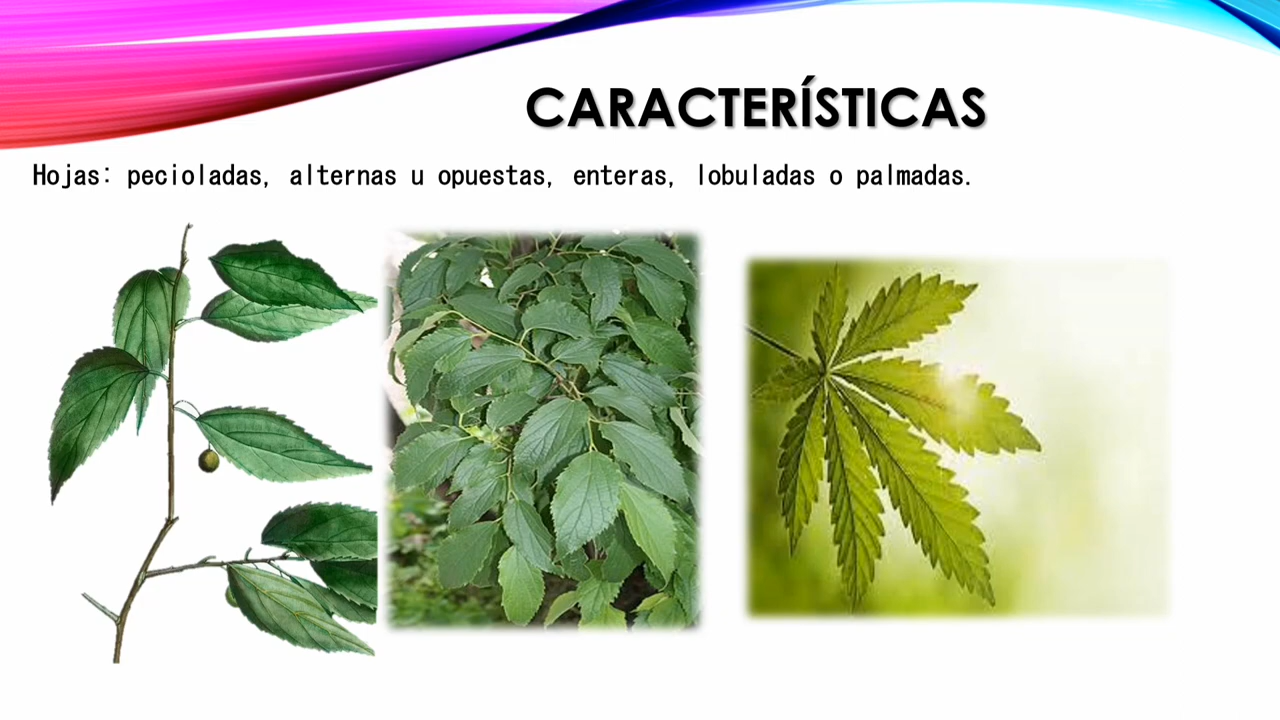 CARACTERÍSTICAS
Hojas: pecioladas, alternas u opuestas, enteras, lobuladas o palmadas.